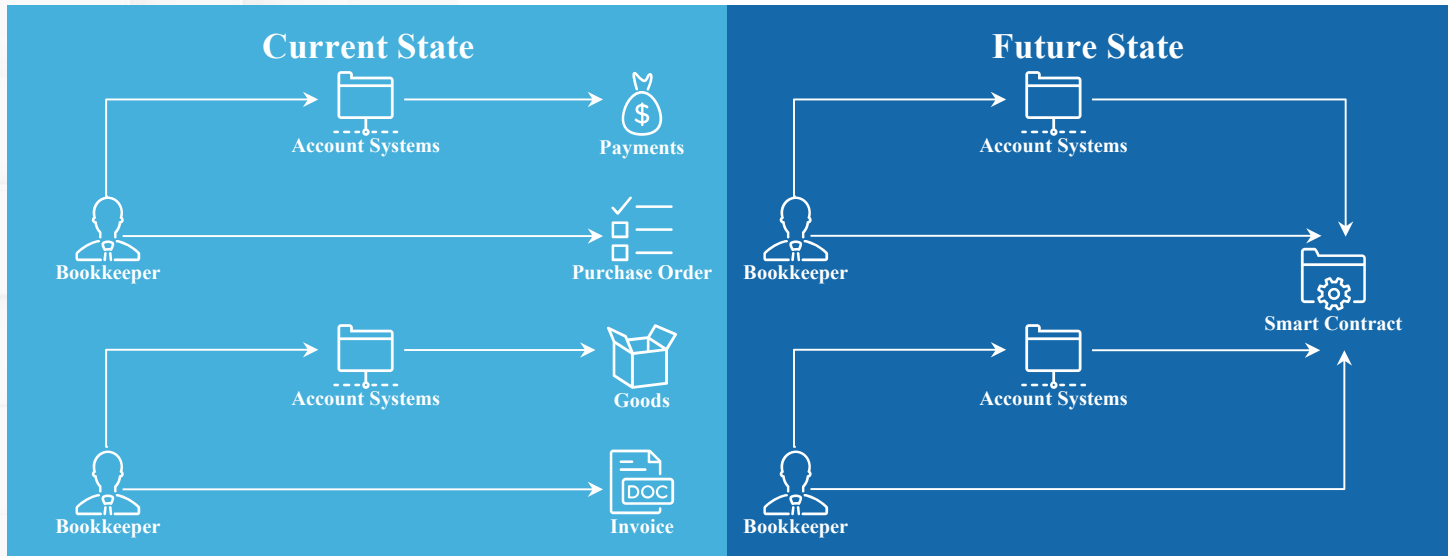 Current State
Account Systems
$
Payments
Bookkeeper
Purchase Order
Account Systems
Goods
Bookkeeper
DOC
Invoice
Future State
Account Systems
Bookkeeper
Smart Contract
Account Systems
Bookkeeper